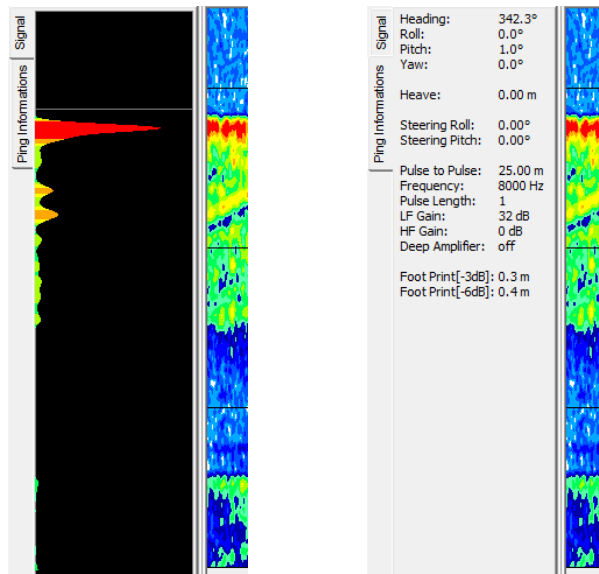 Signal
Ping Informations
Signal
Ping Informations
Heading: 342.3°
Roll: 0.0°
Pitch: 1.0°
Yaw: 0.0°
Heave: 0.00 m
Steering Roll: 0.00°
Steering Pitch: 0.00°
Pulse to Pulse: 25.00 m
Frequency: 8000 Hz
Pulse Length: 1
LF Gain: 32 dB
HF Gain: 0 dB
Deep Amplifier: off
Foot Print[-3dB]: 0.3 m
Foot Print[-6dB]: 0.4 m